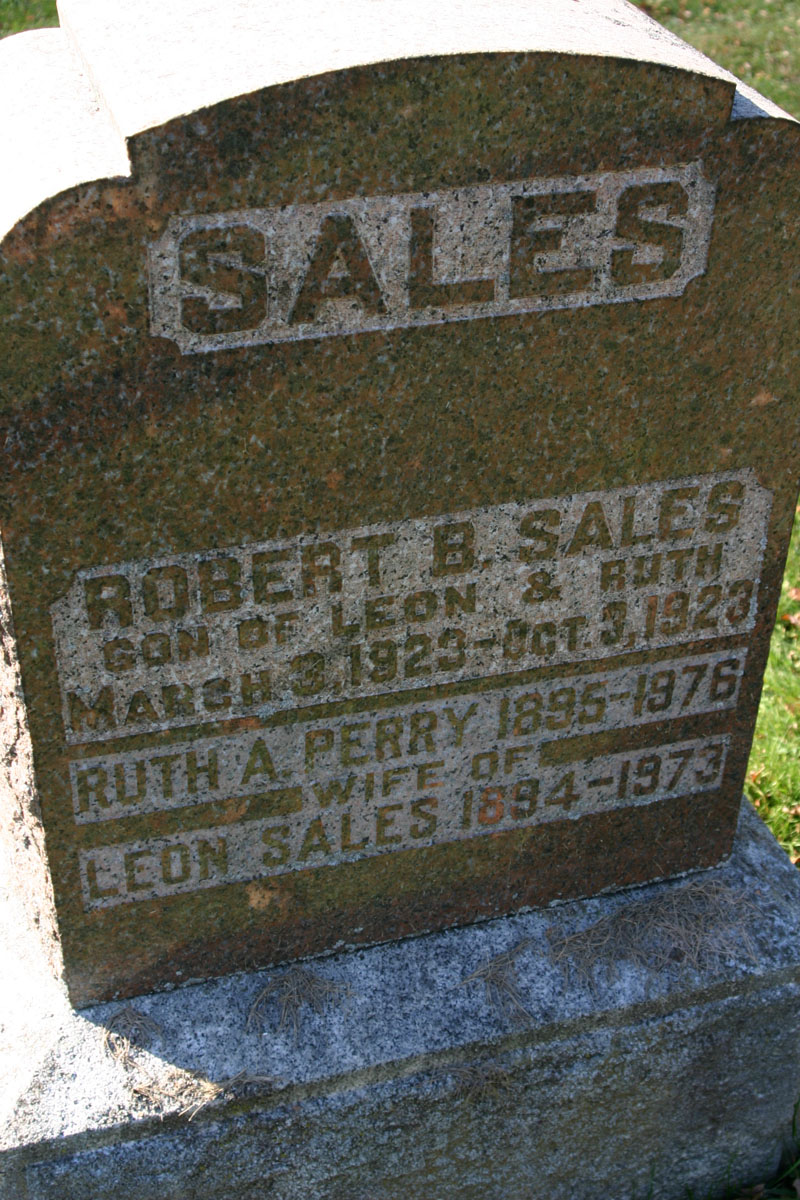 SALES
ROBERT B. SALES
SON OF LEON & RUTH
MARCH 3, 1923-OCT. 3, 1923
RUTH A. PERRY 1895-1976
WIFE OF
LEON SALES 1894-1973